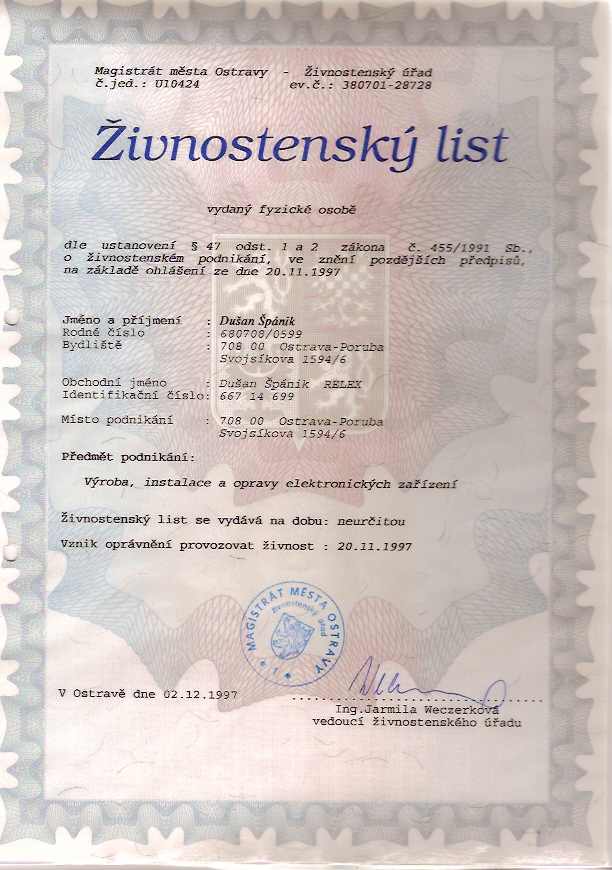 Magistrát města Ostravy - Živnostenský úřad
č.jed.: U10424 ev.č.: 380701-28728
Živnostenský list
vydaný fyzické osobě
dle ustanovení § 47 odst. 1 a 2 zákona č. 455/1991 Sb.,
o živnostenském podnikání, ve znění pozdějších předpisů,
na základě ohlášení ze dne 20.11.1997
Jméno a příjmení : Dušan Špánik
Rodné číslo : 680708/0599
Bydliště : 708 00 Ostrava-Poruba
Svojsíkova 1594/6
Obchodní jméno : Dušan Špánik RELEX
Identifikační číslo: 667 14 699
Místo podnikání : 708 00 Ostrava-Poruba
Svojsíkova 1594/6
Předmět podnikání:
Výroba, instalace a opravy elektronických zařízení
Živnostenský list se vydává na dobu: neurčitou
Vznik oprávnění provozovat živnost : 20.11.1997
MAGISTRÁT MĚSTA OSTRAVY
živnostenský úřad
* 1 *
V Ostravě dne 02.12.1997
Ing.Jarmila Weczerková
vedoucí živnostenského úřadu